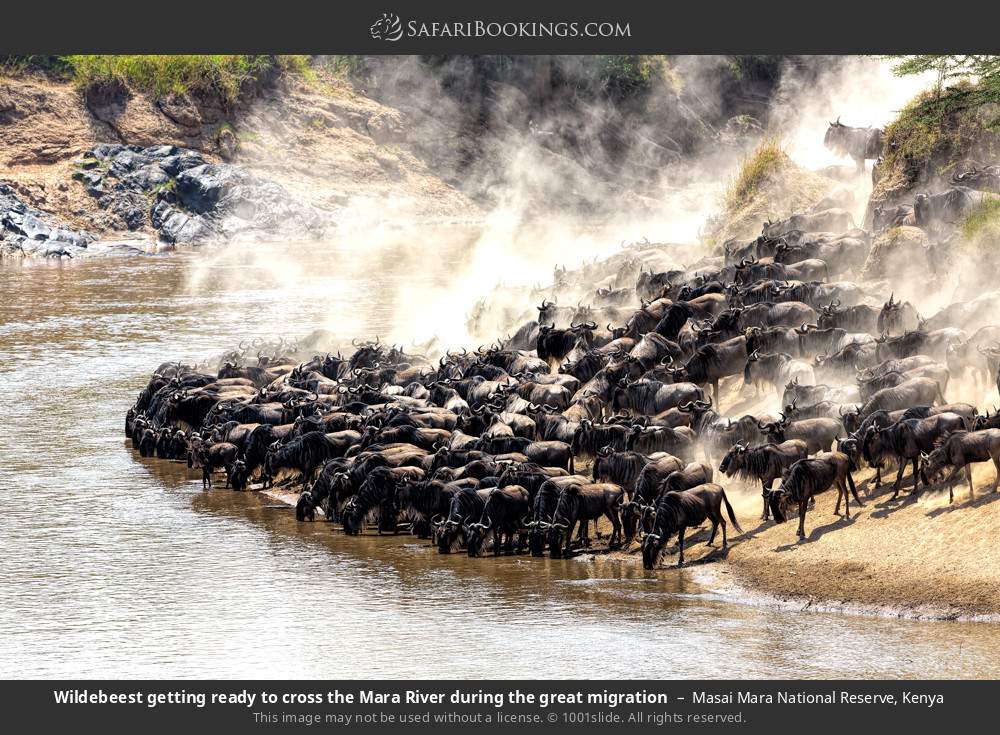 SAFARIBOOKINGS.COM
Wildebeest getting ready to cross the Mara River during the great migration – Masai Mara National Reserve, Kenya
This image may not be used without a license. © 1001slide. All rights reserved.